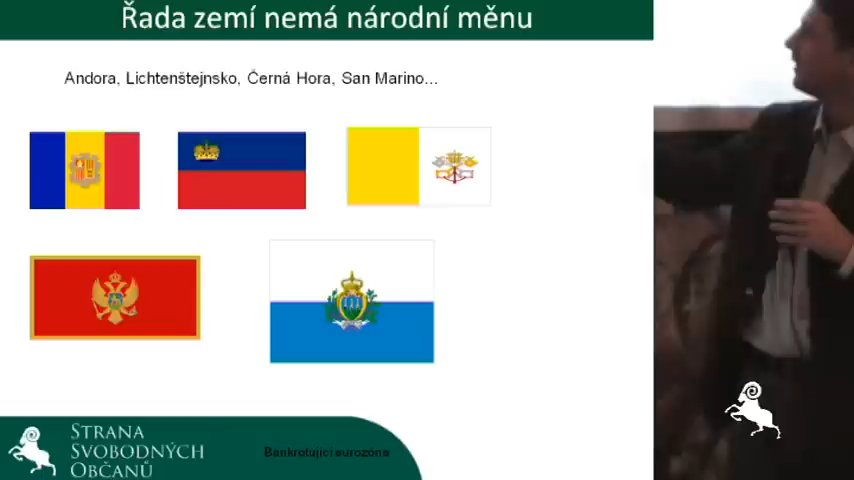 Řada zemí nemá národní měnu
Andora, Lichtenštejnsko, Černá Hora, San Marino...
STRANA
SVOBODNÝCH
OBČANŮ
Bankrotující eurozóna